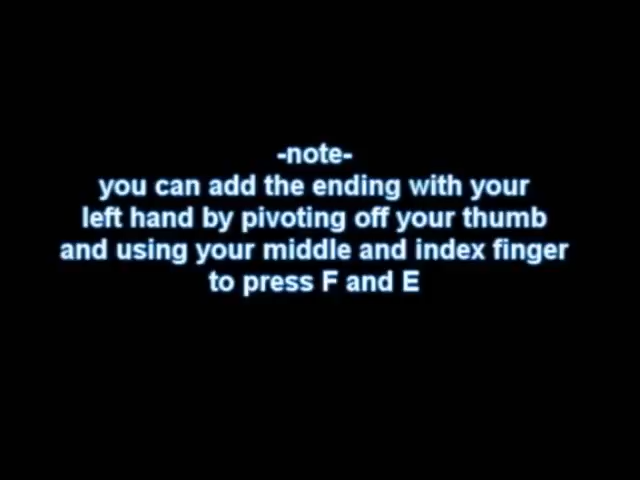 -note-
you can add the ending with your
left hand by pivoting off your thumb
and using your middle and index finger
to press F and E